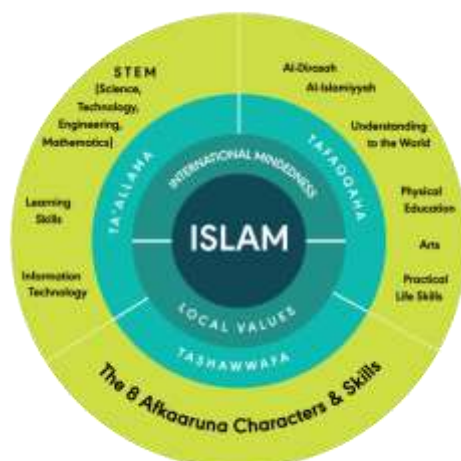 STEM
(Science,
Technology,
Engineering,
Mathematics)
Learning
Skills
Information
Technology
Al-Dirasah
Al-Islamiyyah
Understanding
to the World
Physical
Education
Arts
Practical
Life Skills
TA'ALLAMA
TAFAQQAHA
TASHAWWAFA
INTERNATIONAL MINDEDNESS
LOCAL VALUES
ISLAM
The 8 Afkaaruna Characters & Skills